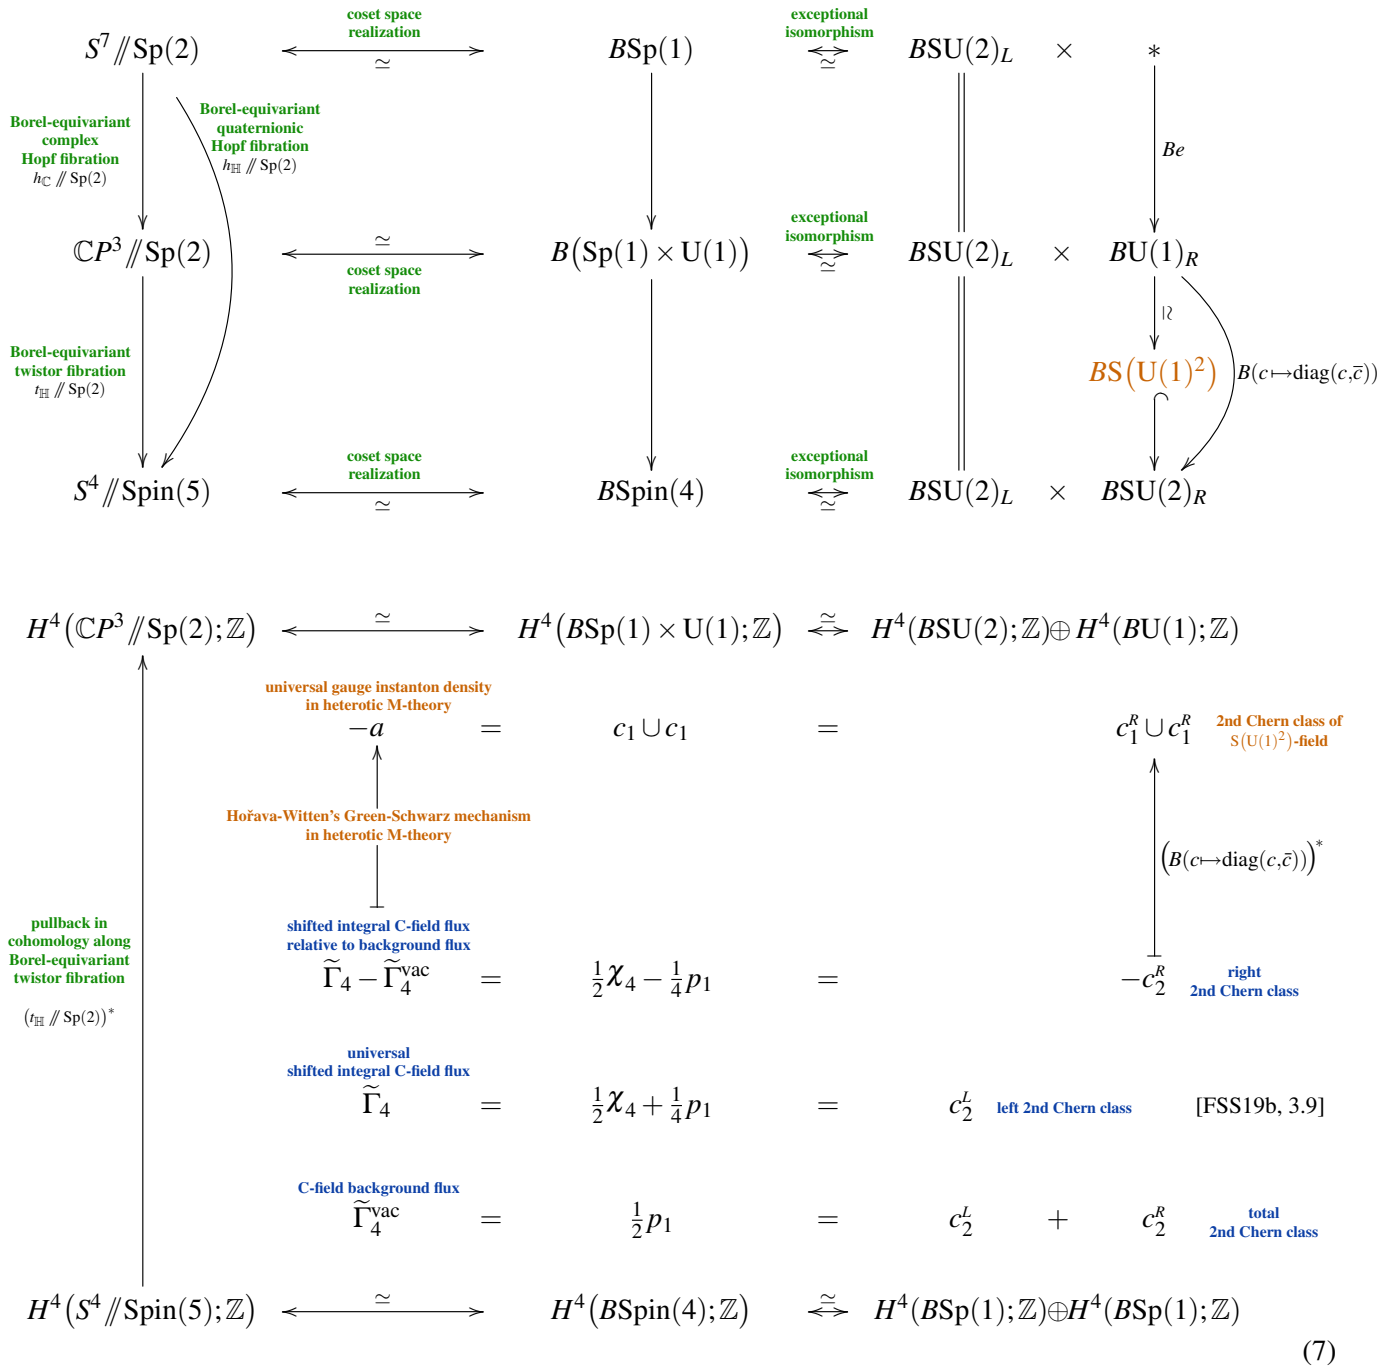 coset space
realization
exceptional
isomorphism
S^7 // Sp(2) ≃ BSp(1) ≃ BSU(2)_L × *
Borel-equivariant
complex
Hopf fibration
h_ℂ // Sp(2)
Borel-equivariant
quaternionic
Hopf fibration
h_ℍ // Sp(2)
Be
exceptional
isomorphism
ℂP^3 // Sp(2) ≃ B(Sp(1) × U(1)) ≃ BSU(2)_L × BU(1)_R
coset space
realization
≃
Borel-equivariant
twistor fibration
t_ℍ // Sp(2)
BS(U(1)^2)
B(c↦diag(c,c̄))
coset space
realization
exceptional
isomorphism
S^4 // Spin(5) ≃ BSpin(4) ≃ BSU(2)_L × BSU(2)_R
H^4(ℂP^3 // Sp(2); ℤ) ≃ H^4(BSp(1) × U(1); ℤ) ≃ H^4(BSU(2); ℤ) ⊕ H^4(BU(1); ℤ)
universal gauge instanton density
in heterotic M-theory
−a = c_1 ∪ c_1 = c_1^R ∪ c_1^R
2nd Chern class of
S(U(1)^2)-field
Hořava-Witten's Green-Schwarz mechanism
in heterotic M-theory
(B(c↦diag(c,c̄)))^*
pullback in
cohomology along
Borel-equivariant
twistor fibration
(t_ℍ // Sp(2))^*
shifted integral C-field flux
relative to background flux
Γ̃_4 − Γ̃_4^vac = ½χ_4 − ¼p_1 = −c_2^R
right
2nd Chern class
universal
shifted integral C-field flux
Γ̃_4 = ½χ_4 + ¼p_1 = c_2^L left 2nd Chern class [FSS19b, 3.9]
C-field background flux
Γ̃_4^vac = ½p_1 = c_2^L + c_2^R
total
2nd Chern class
H^4(S^4 // Spin(5); ℤ) ≃ H^4(BSpin(4); ℤ) ≃ H^4(BSp(1); ℤ) ⊕ H^4(BSp(1); ℤ)
(7)